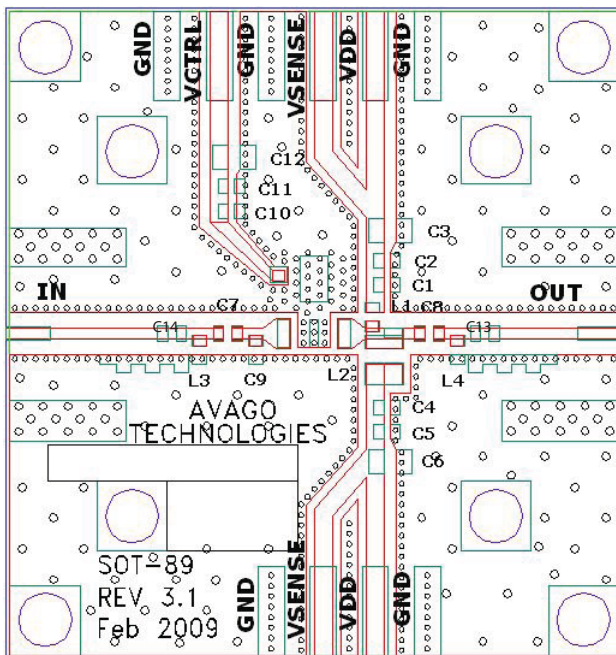 GND
VCTRL
GND
VSENSE
VDD
GND
C12
C11
C10
C3
C2
C1
IN
OUT
C7
L1
C8
C14
C13
L3
C9
L2
L4
AVAGO
TECHNOLOGIES
C4
C5
C6
SOT-89
REV 3.1
Feb 2009
GND
VSENSE
VDD
GND